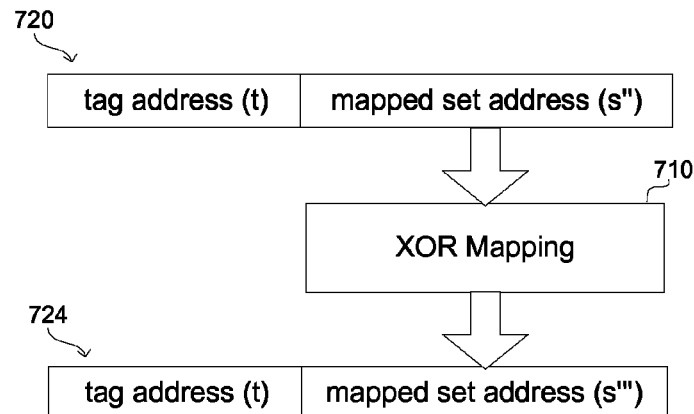 720
tag address (t) mapped set address (s")
710
XOR Mapping
724
tag address (t) mapped set address (s"')